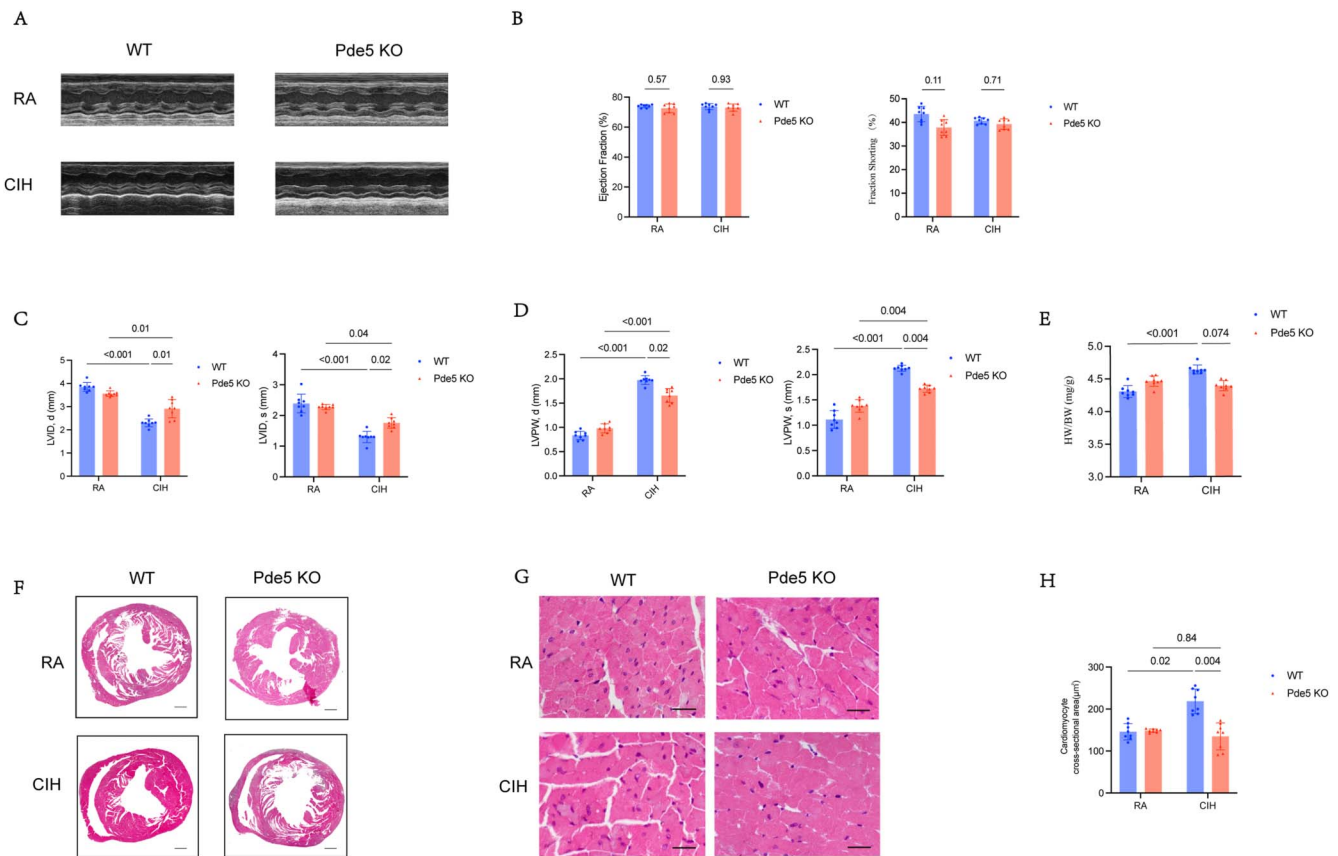 A
WT
Pde5 KO
RA
CIH
B
0.57
0.93
80
60
40
20
0
Ejection Fraction (%)
RA
CIH
WT
Pde5 KO
0.11
0.71
50
40
30
20
10
0
Fraction Shorting (%)
RA
CIH
WT
Pde5 KO
C
0.01
<0.001
0.01
5
4
3
2
1
0
LVID, d (mm)
RA
CIH
WT
Pde5 KO
0.04
<0.001
0.02
5
4
3
2
1
0
LVID, s (mm)
RA
CIH
WT
Pde5 KO
D
<0.001
<0.001
0.02
2.5
2.0
1.5
1.0
0.5
0.0
LVPW, d (mm)
RA
CIH
WT
Pde5 KO
0.004
<0.001
0.004
2.5
2.0
1.5
1.0
0.5
0.0
LVPW, s (mm)
RA
CIH
WT
Pde5 KO
E
<0.001
0.074
5.0
4.5
4.0
3.5
3.0
HW/BW (mg/g)
RA
CIH
WT
Pde5 KO
F
WT
Pde5 KO
RA
CIH
G
WT
Pde5 KO
RA
CIH
H
0.84
0.02
0.004
300
200
100
0
Cardiomyocyte
cross-sectional area(μm²)
RA
CIH
WT
Pde5 KO